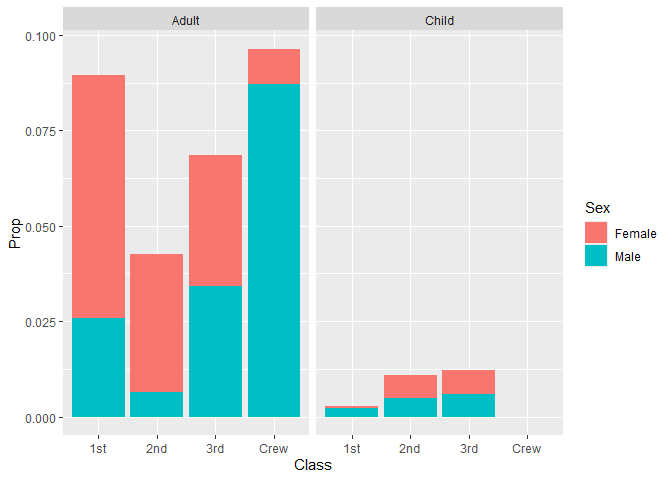 Adult
Child
0.100
0.075
0.050
0.025
0.000
Prop
1st
2nd
3rd
Crew
1st
2nd
3rd
Crew
Class
Sex
Female
Male